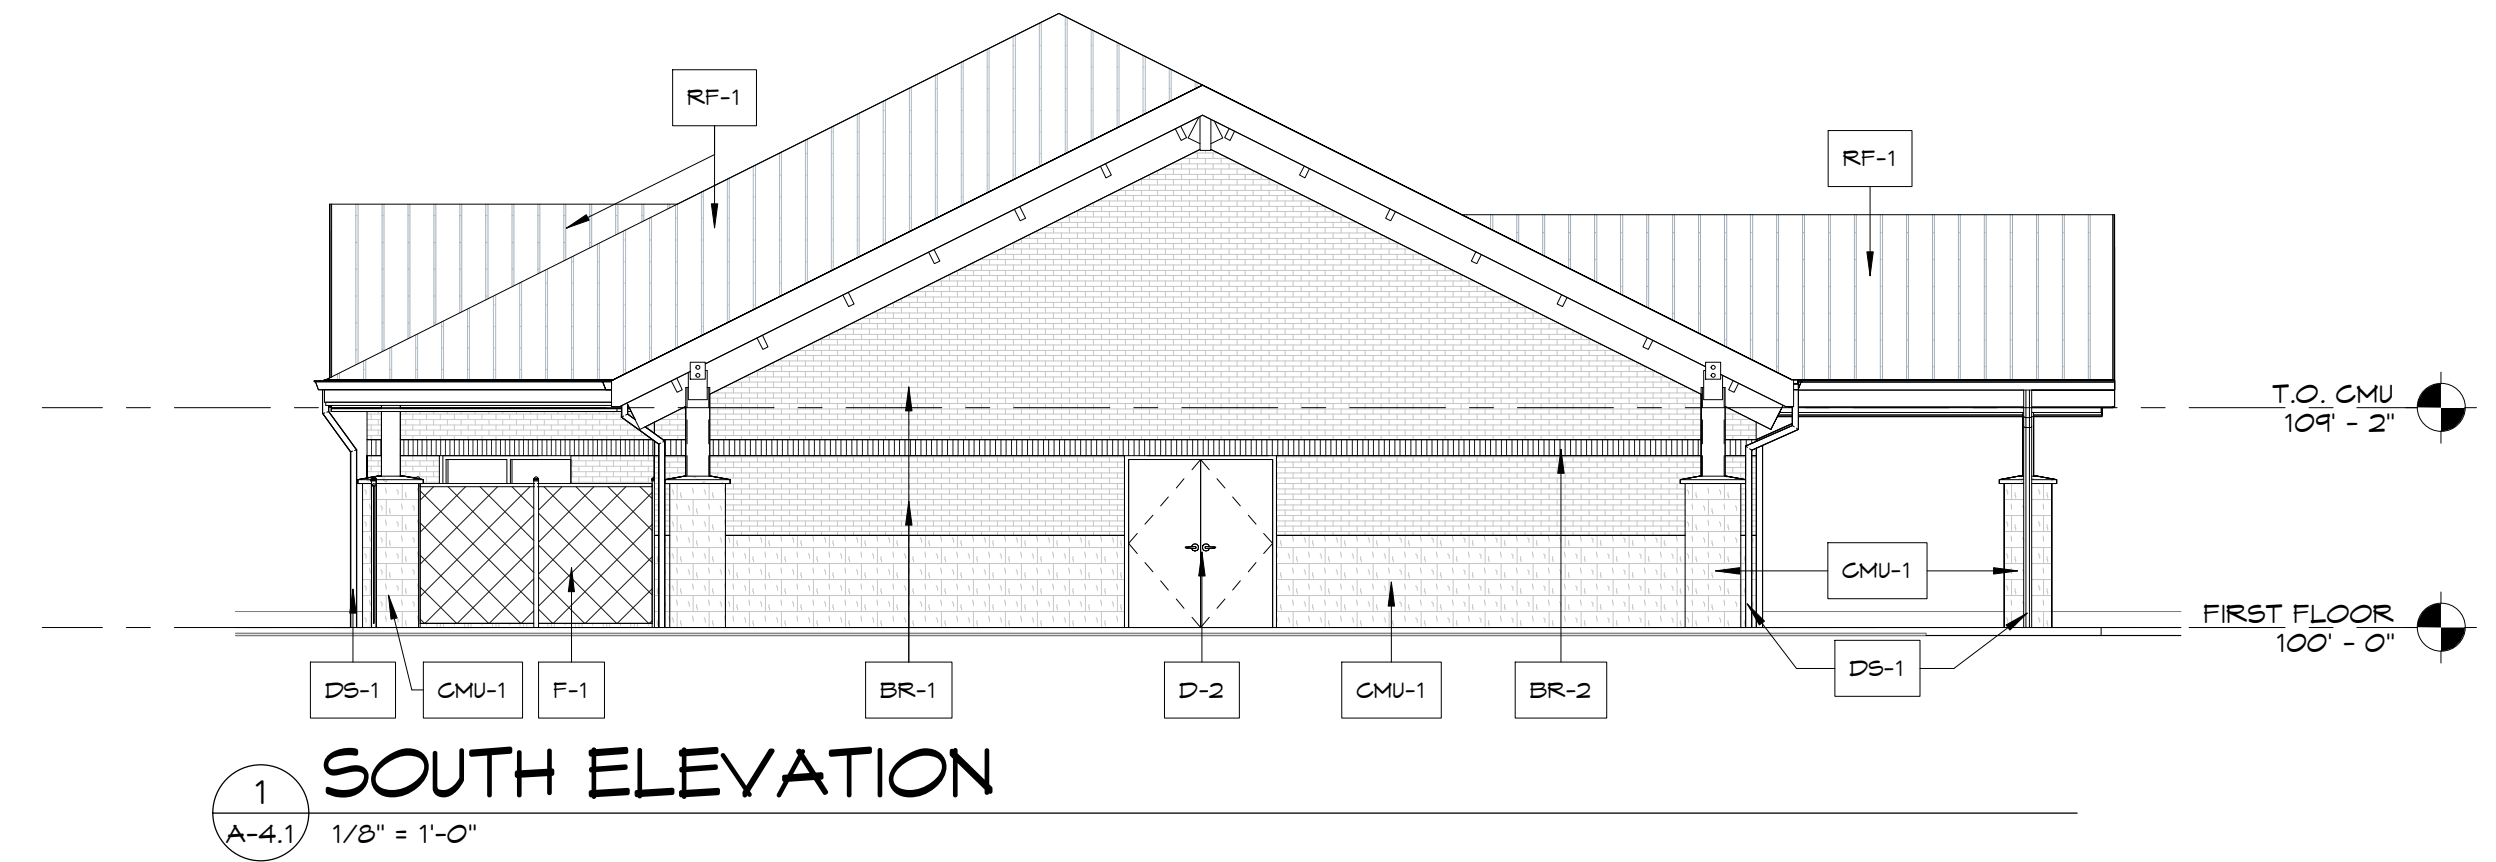 RF-1
RF-1
T.O. CMU
109' - 2"
CMU-1
FIRST FLOOR
100' - 0"
DS-1
DS-1
CMU-1
F-1
BR-1
D-2
CMU-1
BR-2
SOUTH ELEVATION
1
A-4.1
1/8" = 1'-0"